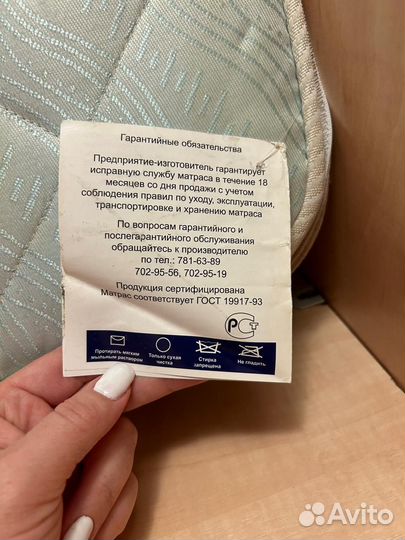 Гарантийные обязательства
Предприятие-изготовитель гарантирует
исправную службу матраса в течение 18
месяцев со дня продажи с учетом
соблюдения правил по уходу, эксплуатации,
транспортировке и хранению матраса
По вопросам гарантийного и
послегарантийного обслуживания
обращайтесь к производителю
по тел.: 781-63-89
702-95-56, 702-95-19
Продукция сертифицирована
Матрас соответствует ГОСТ 19917-93
РСТ
Протирать мягким
мыльным раствором
Только сухая
чистка
Стирка
запрещена
Не гладить
Avito